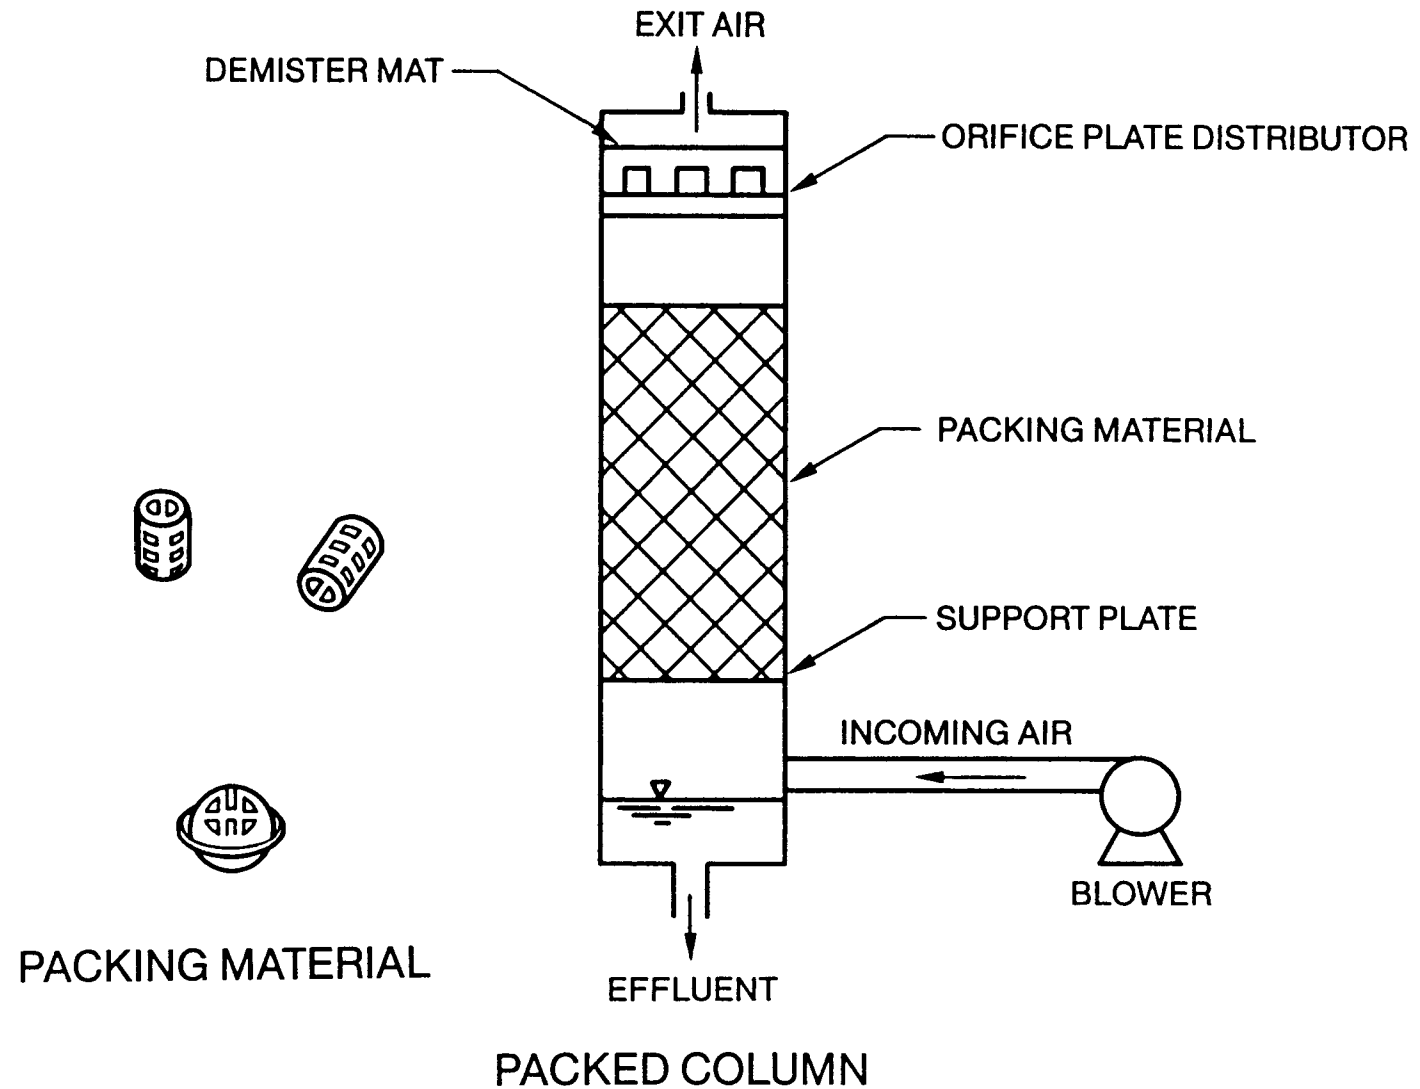 EXIT AIR
DEMISTER MAT
ORIFICE PLATE DISTRIBUTOR
PACKING MATERIAL
SUPPORT PLATE
INCOMING AIR
BLOWER
PACKING MATERIAL
EFFLUENT
PACKED COLUMN